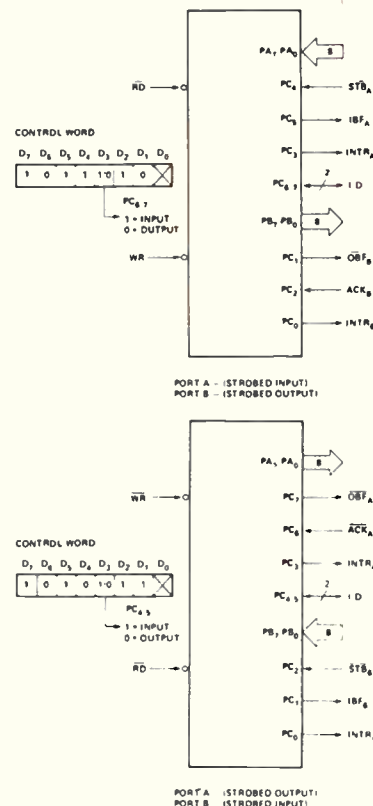 PA7 PA0 8
RD
PC4 STBA
PC5 IBFA
CONTROL WORD
PC3 INTRA
D7 D6 D5 D4 D3 D2 D1 D0
PC6 7 2 I D
1 0 1 1 1 0 1 0
PC6 7
1 = INPUT
0 = OUTPUT
PB7 PB0 8
WR
PC1 OBFB
PC2 ACKB
PC0 INTRB
PORT A - (STROBED INPUT)
PORT B - (STROBED OUTPUT)
PA7 PA0 8
WR
PC7 OBFA
PC6 ACKA
CONTROL WORD
PC3 INTR
D7 D6 D5 D4 D3 D2 D1 D0
PC4 5 2 I D
1 0 1 0 1 0 1 1
PC4 5
1 = INPUT
0 = OUTPUT
PB7 PB0 8
RD
PC2 STBB
PC1 IBFB
PC0 INTR
PORT A (STROBED OUTPUT)
PORT B (STROBED INPUT)